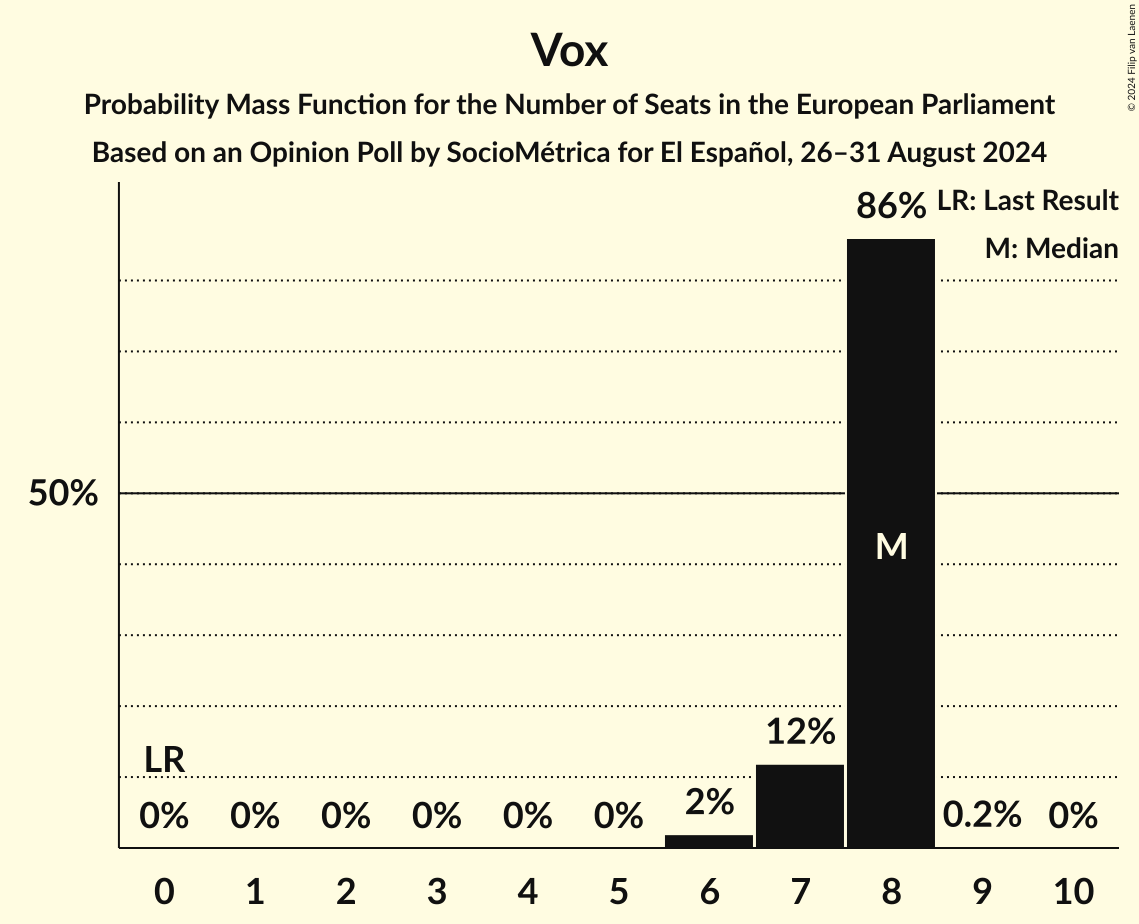 Vox
Probability Mass Function for the Number of Seats in the European Parliament
Based on an Opinion Poll by SocioMétrica for El Español, 26–31 August 2024
© 2024 Filip van Laenen
LR: Last Result
M: Median
86%
50%
M
12%
LR
2%
0% 0% 0% 0% 0% 0% 0.2% 0%
0 1 2 3 4 5 6 7 8 9 10